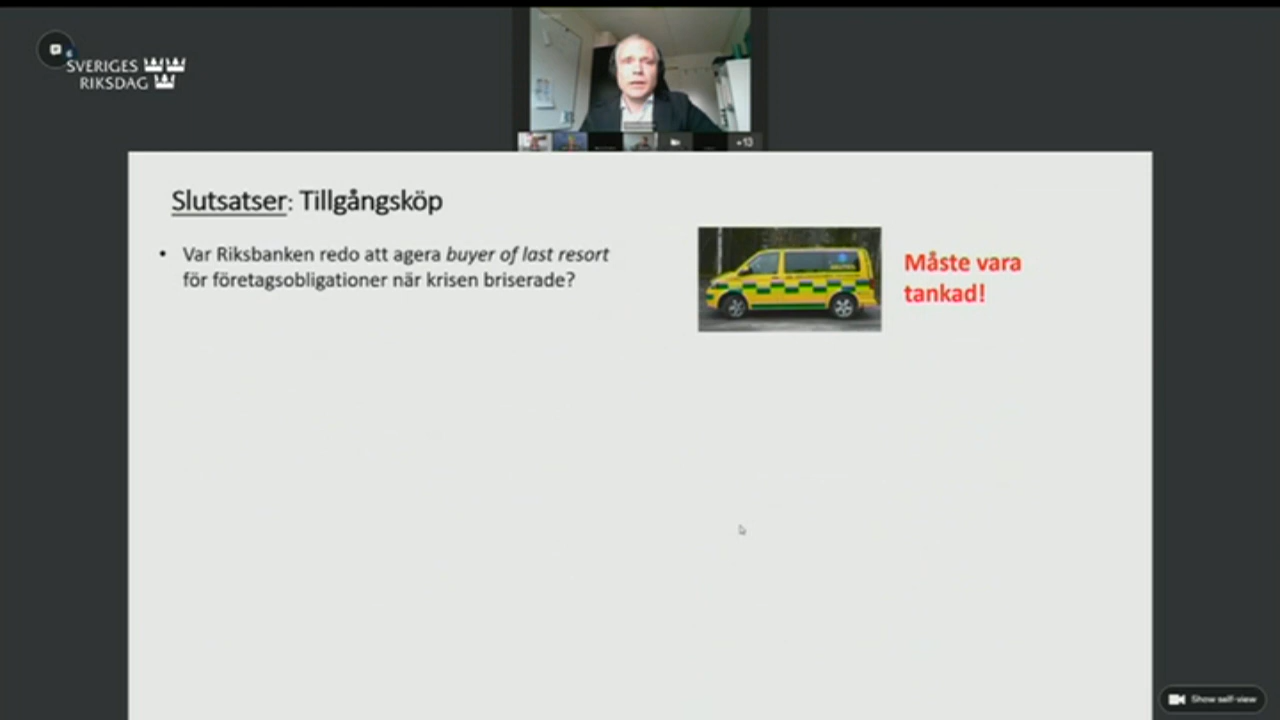 SVERIGES
RIKSDAG
+13
Slutsatser: Tillgångsköp
• Var Riksbanken redo att agera buyer of last resort
för företagsobligationer när krisen briserade?
Måste vara
tankad!
Show self-view